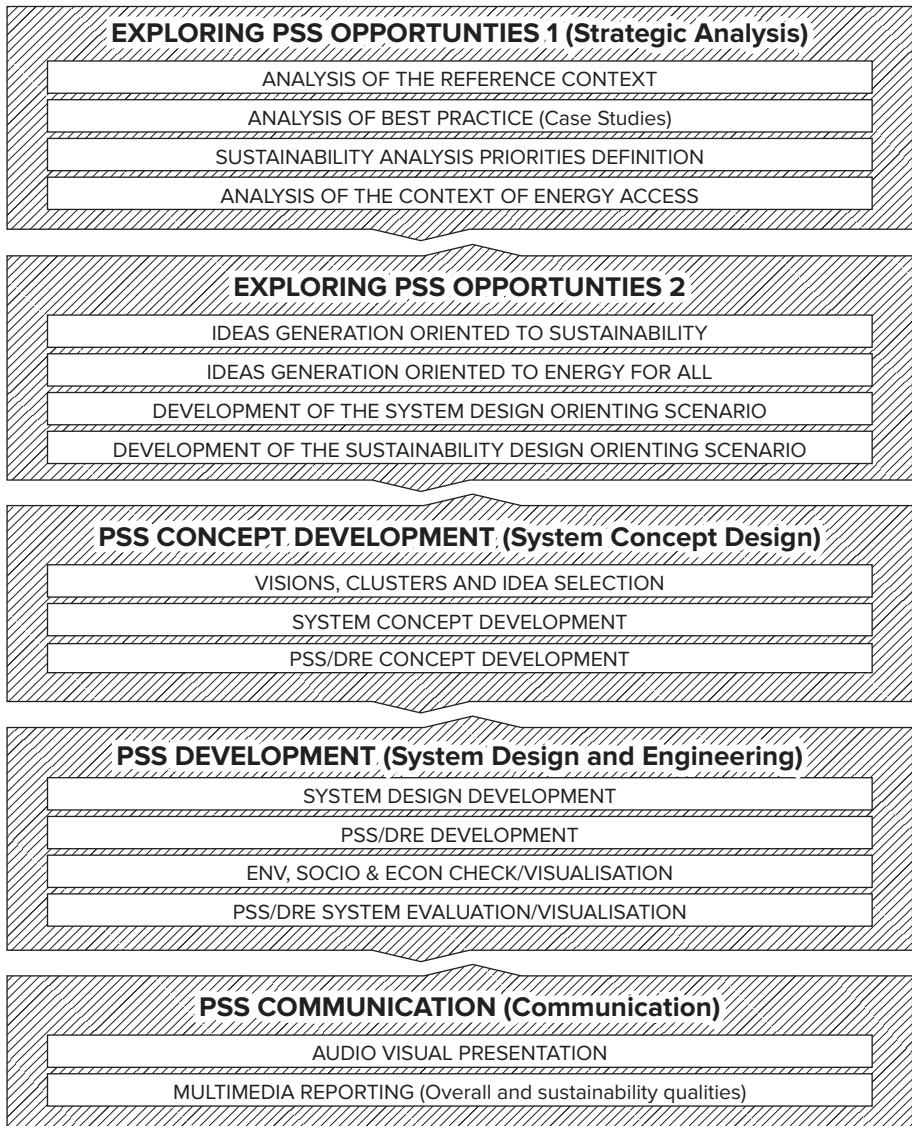 EXPLORING PSS OPPORTUNTIES 1 (Strategic Analysis)
ANALYSIS OF THE REFERENCE CONTEXT
ANALYSIS OF BEST PRACTICE (Case Studies)
SUSTAINABILITY ANALYSIS PRIORITIES DEFINITION
ANALYSIS OF THE CONTEXT OF ENERGY ACCESS
EXPLORING PSS OPPORTUNTIES 2
IDEAS GENERATION ORIENTED TO SUSTAINABILITY
IDEAS GENERATION ORIENTED TO ENERGY FOR ALL
DEVELOPMENT OF THE SYSTEM DESIGN ORIENTING SCENARIO
DEVELOPMENT OF THE SUSTAINABILITY DESIGN ORIENTING SCENARIO
PSS CONCEPT DEVELOPMENT (System Concept Design)
VISIONS, CLUSTERS AND IDEA SELECTION
SYSTEM CONCEPT DEVELOPMENT
PSS/DRE CONCEPT DEVELOPMENT
PSS DEVELOPMENT (System Design and Engineering)
SYSTEM DESIGN DEVELOPMENT
PSS/DRE DEVELOPMENT
ENV, SOCIO & ECON CHECK/VISUALISATION
PSS/DRE SYSTEM EVALUATION/VISUALISATION
PSS COMMUNICATION (Communication)
AUDIO VISUAL PRESENTATION
MULTIMEDIA REPORTING (Overall and sustainability qualities)